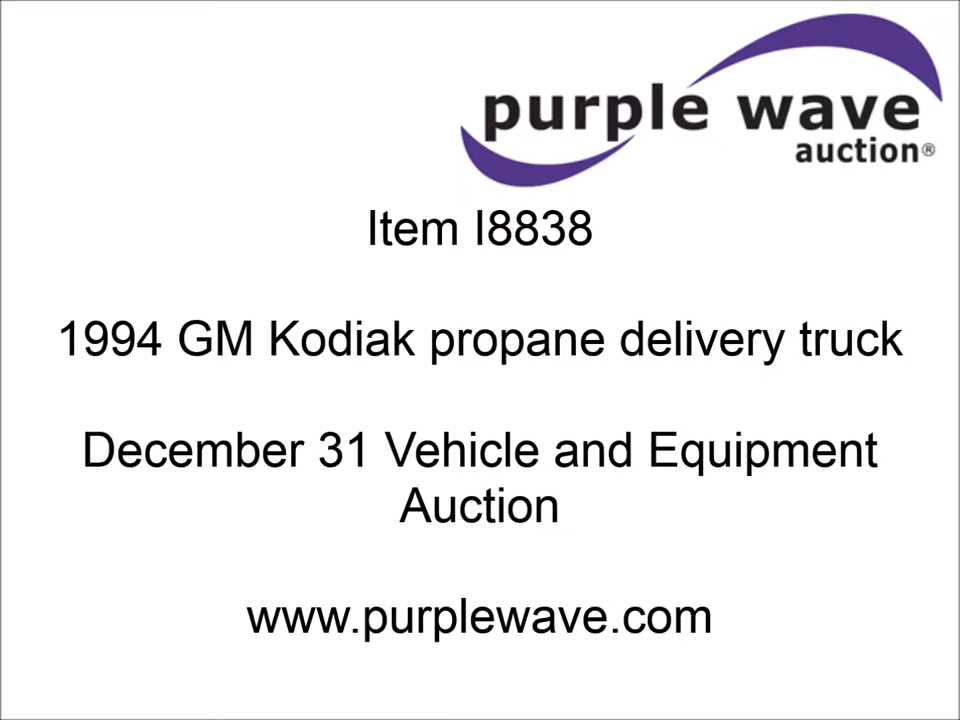 purple wave
auction®
Item I8838
1994 GM Kodiak propane delivery truck
December 31 Vehicle and Equipment
Auction
www.purplewave.com